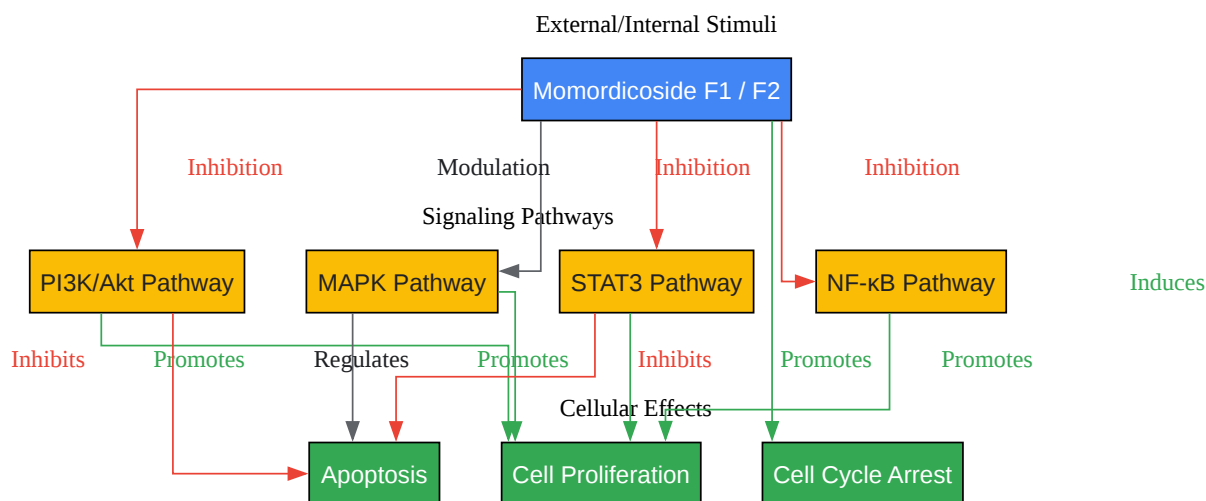 External/Internal Stimuli
Momordicoside F1 / F2
Inhibition
Modulation
Inhibition
Inhibition
Signaling Pathways
PI3K/Akt Pathway
MAPK Pathway
STAT3 Pathway
NF-κB Pathway
Induces
Inhibits
Promotes
Regulates
Promotes
Inhibits
Promotes
Promotes
Cellular Effects
Apoptosis
Cell Proliferation
Cell Cycle Arrest